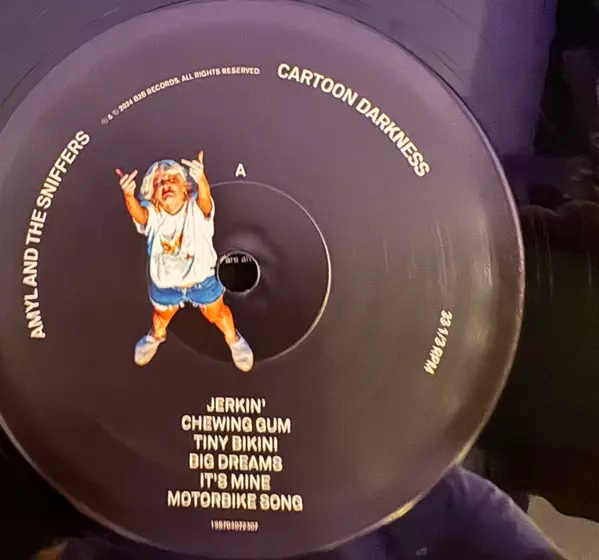 ℗ © 2024 B2B RECORDS. ALL RIGHTS RESERVED.
CARTOON DARKNESS
AMYL AND THE SNIFFERS
A
33 1/3 RPM
JERKIN'
CHEWING GUM
TINY BIKINI
BIG DREAMS
IT'S MINE
MOTORBIKE SONG